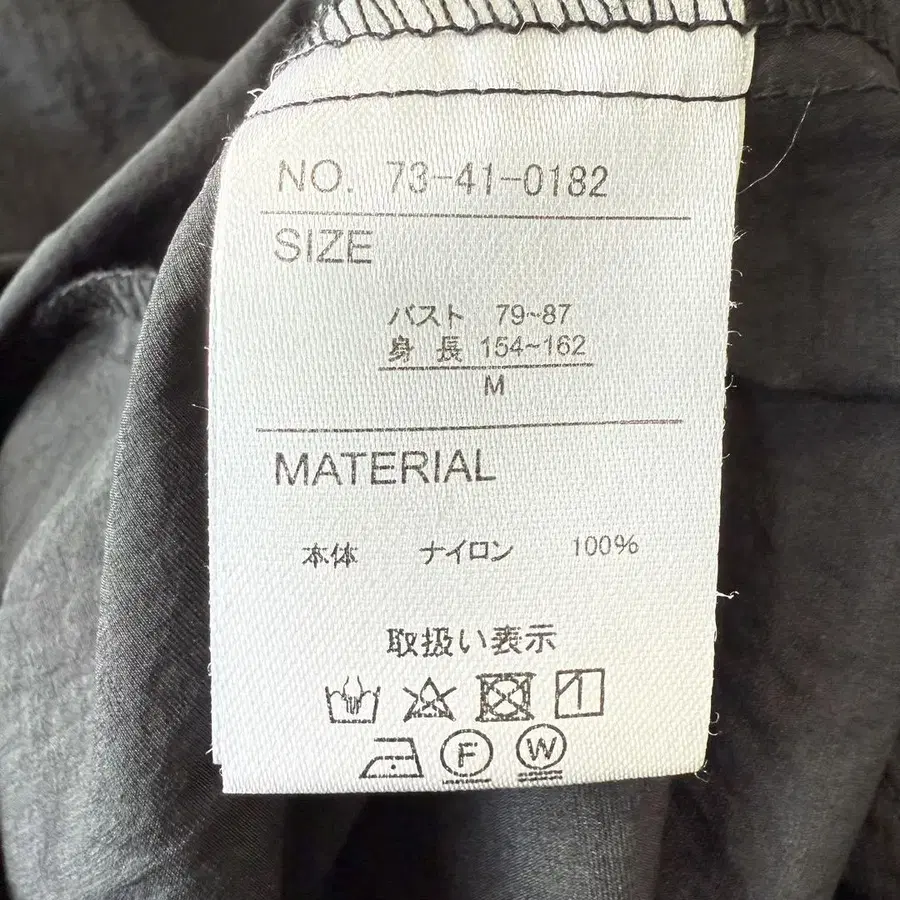 NO. 73-41-0182
SIZE
バスト 79~87
身長 154~162
M
MATERIAL
本体 ナイロン 100%
取扱い表示
F W